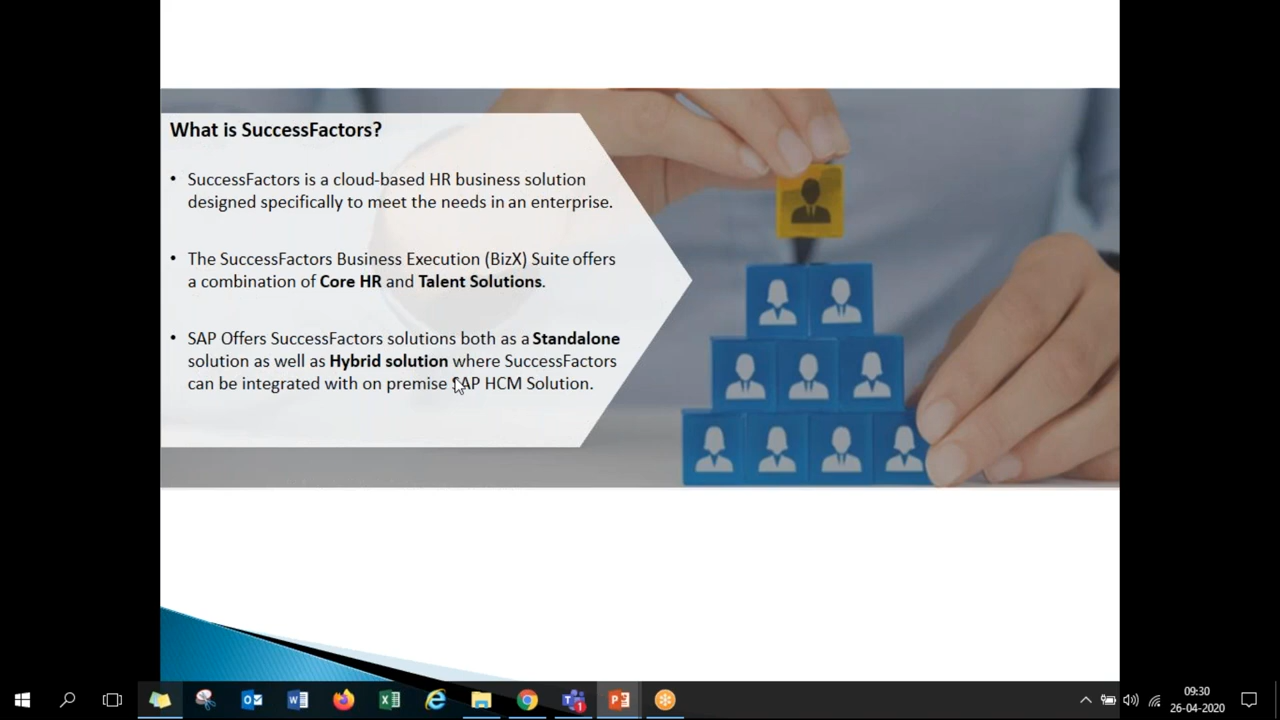 What is SuccessFactors?
• SuccessFactors is a cloud-based HR business solution
designed specifically to meet the needs in an enterprise.
• The SuccessFactors Business Execution (BizX) Suite offers
a combination of Core HR and Talent Solutions.
• SAP Offers SuccessFactors solutions both as a Standalone
solution as well as Hybrid solution where SuccessFactors
can be integrated with on premise SAP HCM Solution.
09:30
26-04-2020